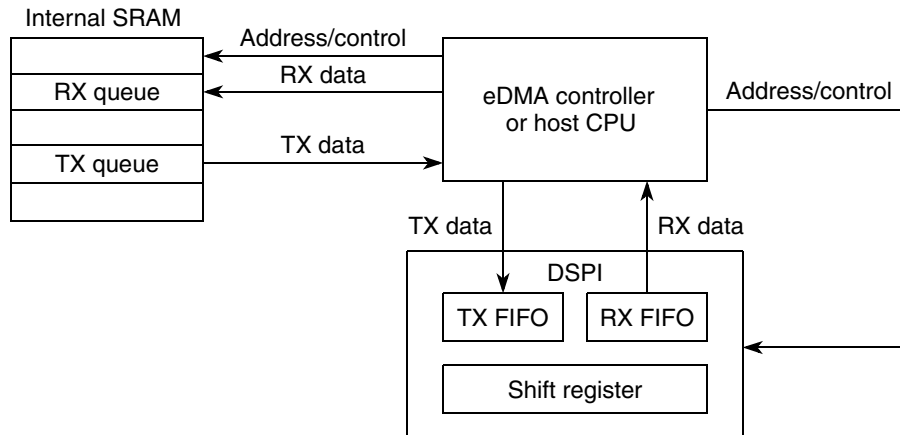 Internal SRAM
Address/control
RX data
RX queue
eDMA controller
or host CPU
Address/control
TX data
TX queue
TX data
RX data
DSPI
TX FIFO
RX FIFO
Shift register